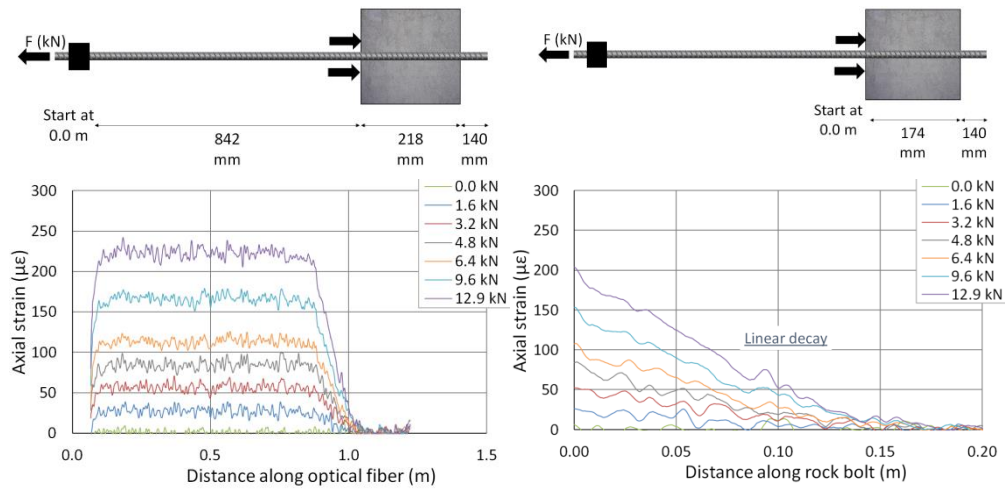 F (kN)
Start at
0.0 m
842
mm
218
mm
140
mm
300
250
200
150
100
50
0
0.0
0.5
1.0
1.5
Axial strain (µε)
Distance along optical fiber (m)
0.0 kN
1.6 kN
3.2 kN
4.8 kN
6.4 kN
9.6 kN
12.9 kN
F (kN)
Start at
0.0 m
174
mm
140
mm
300
250
200
150
100
50
0
0.00
0.05
0.10
0.15
0.20
Axial strain (µε)
Distance along rock bolt (m)
Linear decay
0.0 kN
1.6 kN
3.2 kN
4.8 kN
6.4 kN
9.6 kN
12.9 kN